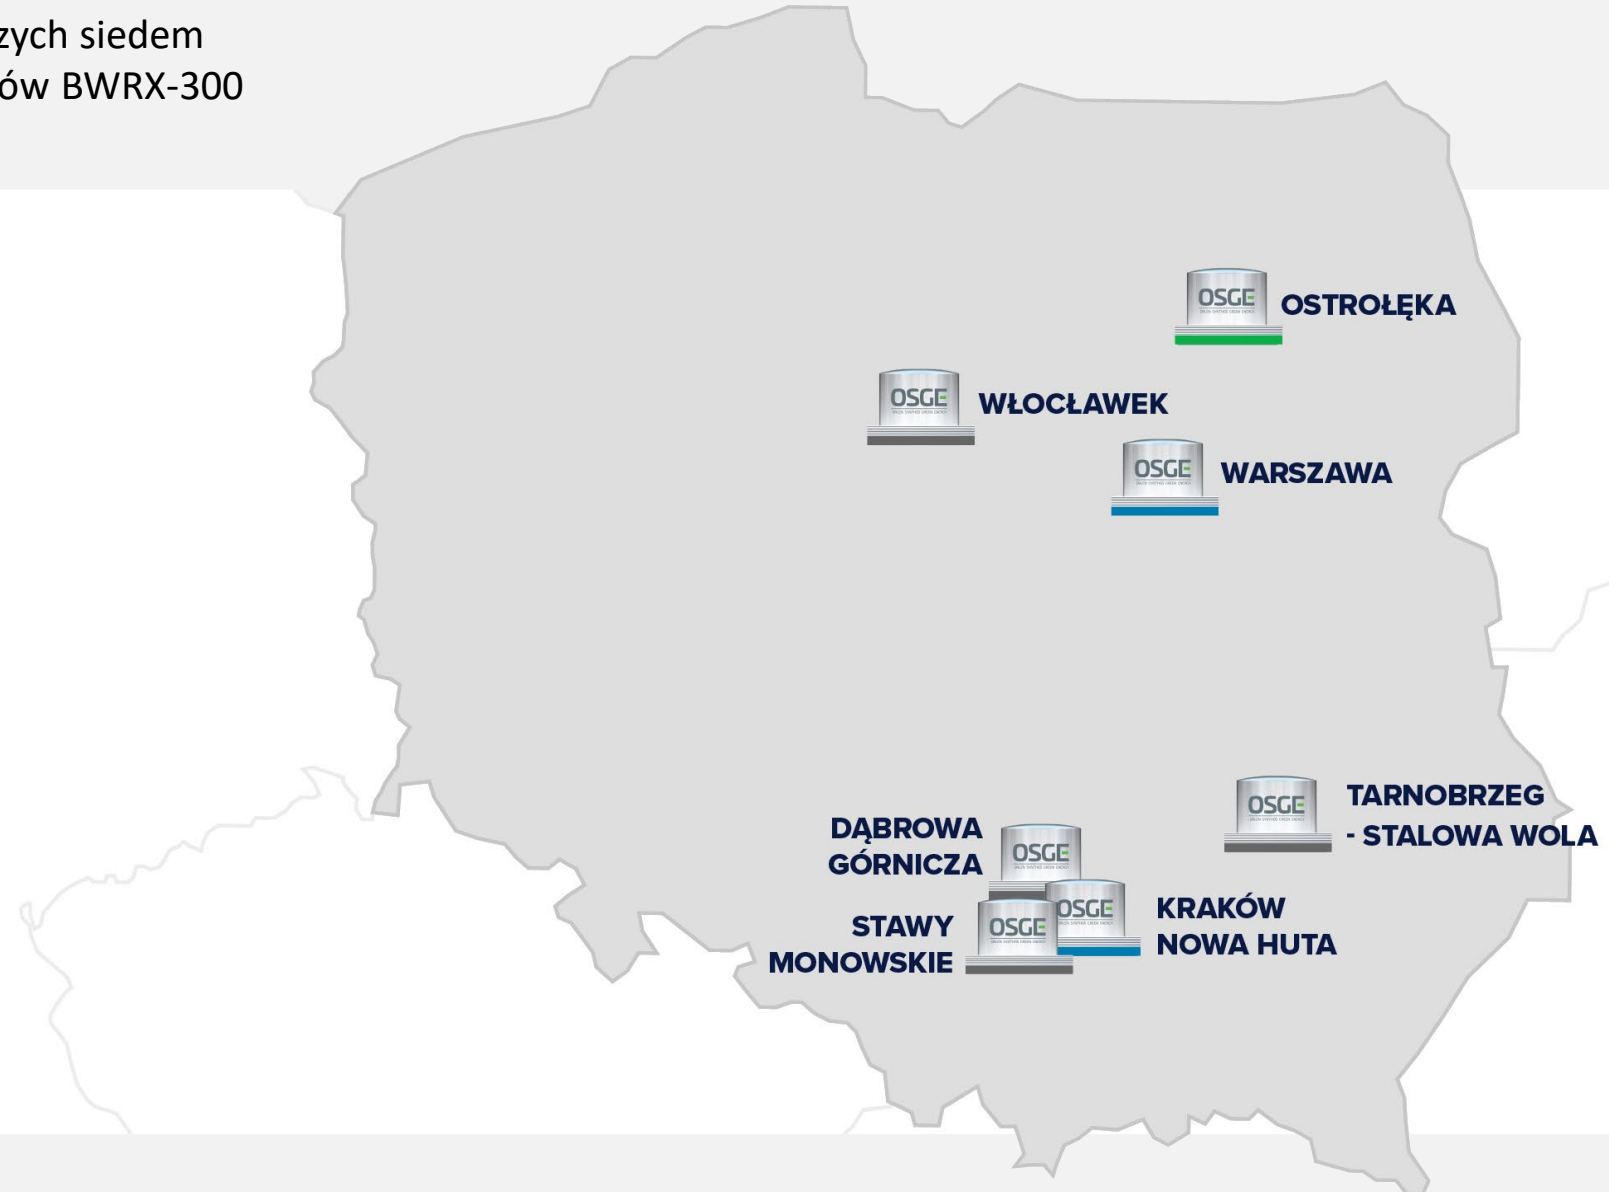 zych siedem
ów BWRX-300
OSGE
OSTROŁĘKA
OSGE
WŁOCŁAWEK
OSGE
WARSZAWA
OSGE
TARNOBRZEG
- STALOWA WOLA
DĄBROWA
GÓRNICZA
OSGE
OSGE
KRAKÓW
NOWA HUTA
STAWY
MONOWSKIE
OSGE